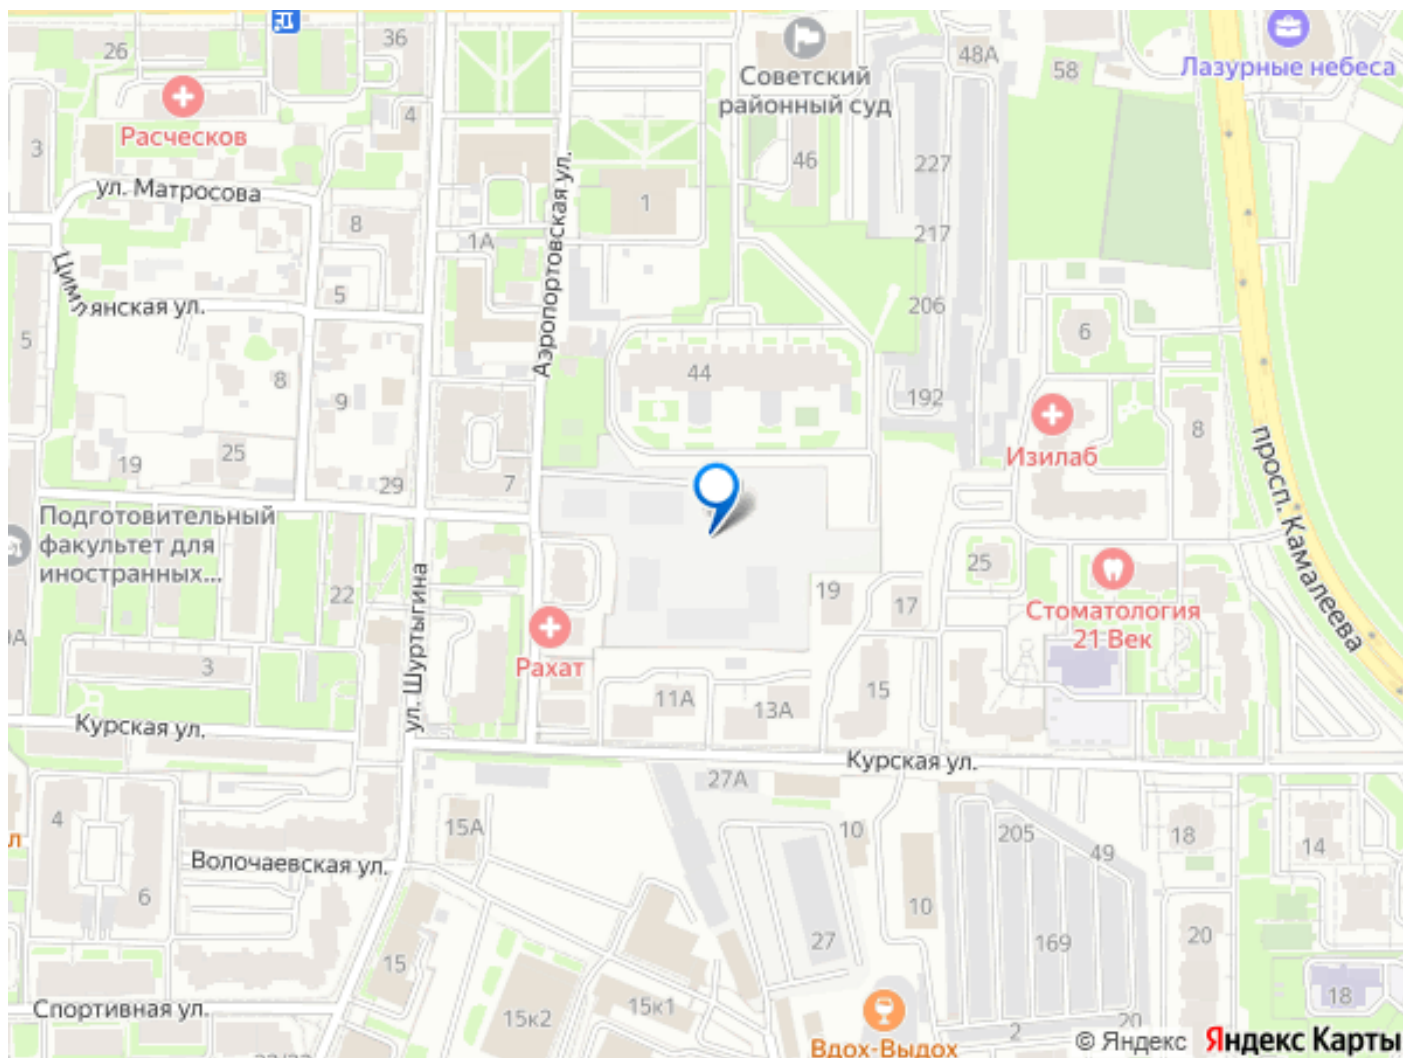 26
36
48А
58
Лазурные небеса
Советский
районный суд
Расческов
4
3
46
227
ул. Матросова
Аэропортовская ул.
1
8
1А
217
Цимлянская ул.
5
206
5
6
44
8
9
192
Изилаб
8
просп. Камалеева
19
25
29
7
Подготовительный
факультет для
иностранных...
22
ул. Шуртыгина
25
19
17
Стоматология
21 Век
Рахат
3
11А
13А
15
Курская ул.
Курская ул.
27А
4
15А
10
205
49
18
14
л
Волочаевская ул.
6
10
27
169
20
15
18
Спортивная ул.
15к2
15к1
2
20
Вдох-Выдох
© Яндекс Яндекс Карты